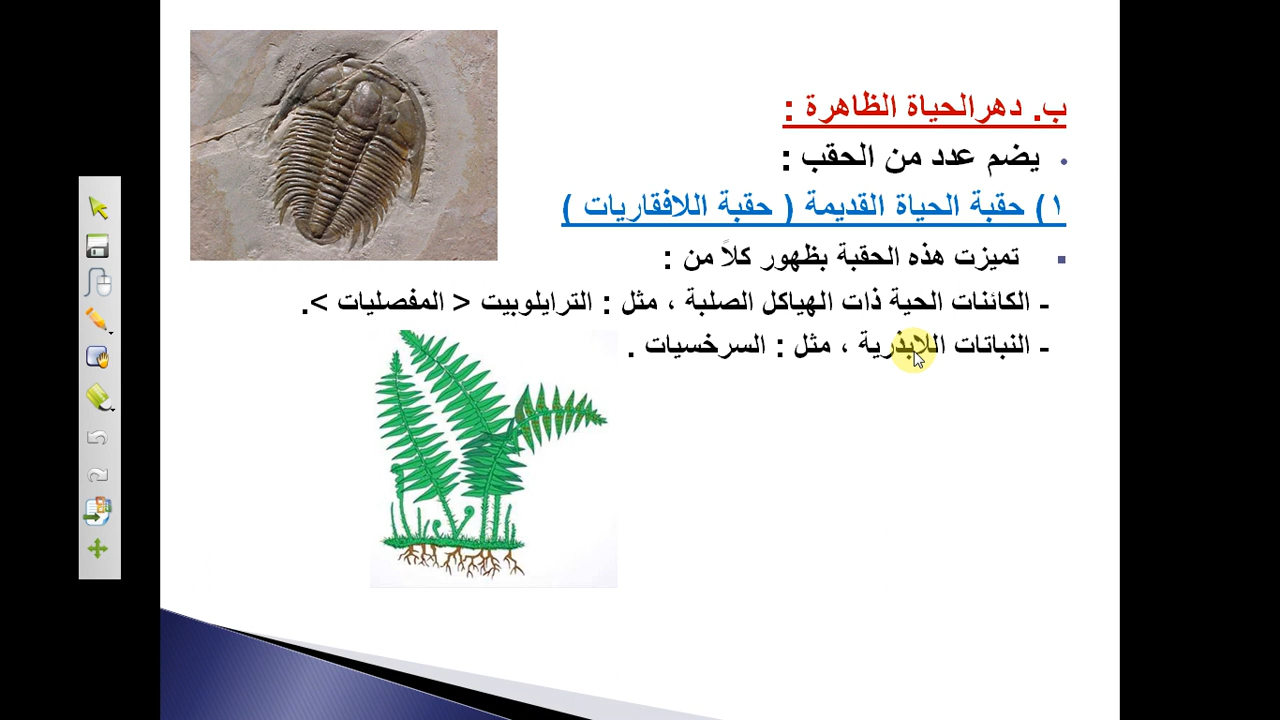 ب. دهرالحياة الظاهرة :
• يضم عدد من الحقب :
١) حقبة الحياة القديمة ( حقبة اللافقاريات )
▪ تميزت هذه الحقبة بظهور كلاً من :
- الكائنات الحية ذات الهياكل الصلبة ، مثل : الترايلوبيت < المفصليات >.
- النباتات اللابذرية ، مثل : السرخسيات .